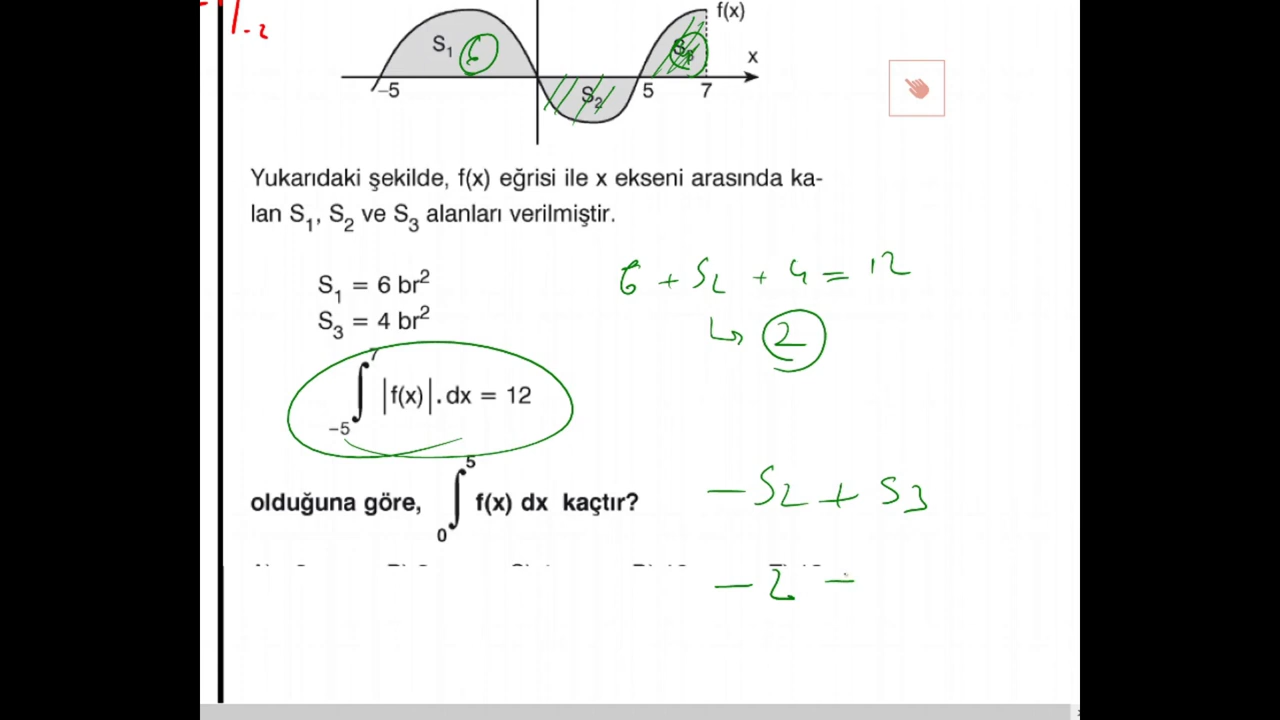 -2
f(x)
S1 6 S3 x
-5 S2 5 7
Yukarıdaki şekilde, f(x) eğrisi ile x ekseni arasında ka-
lan S1, S2 ve S3 alanları verilmiştir.
6 + S2 + 4 = 12
S1 = 6 br²
S3 = 4 br²
↳ 2
7
∫ |f(x)|.dx = 12
-5
5
olduğuna göre, ∫ f(x) dx kaçtır?
0
- S2 + S3
- 2